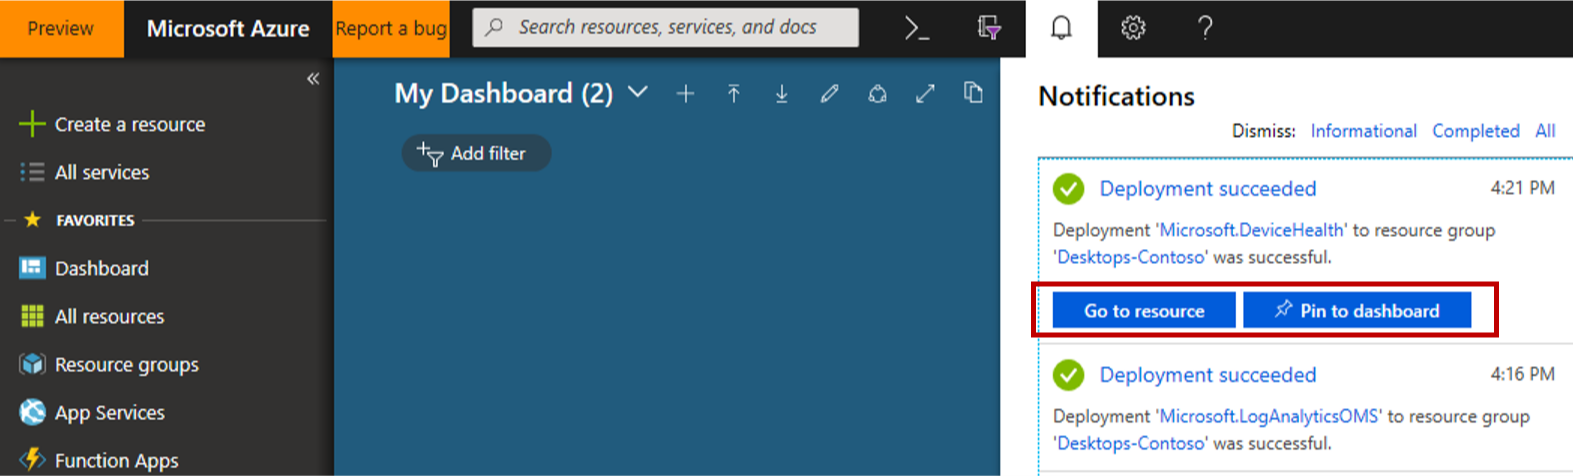 Preview
Microsoft Azure
Report a bug
Search resources, services, and docs
Create a resource
All services
FAVORITES
Dashboard
All resources
Resource groups
App Services
Function Apps
My Dashboard (2)
Add filter
Notifications
Dismiss: Informational Completed All
Deployment succeeded 4:21 PM
Deployment 'Microsoft.DeviceHealth' to resource group
'Desktops-Contoso' was successful.
Go to resource Pin to dashboard
Deployment succeeded 4:16 PM
Deployment 'Microsoft.LogAnalyticsOMS' to resource group
'Desktops-Contoso' was successful.